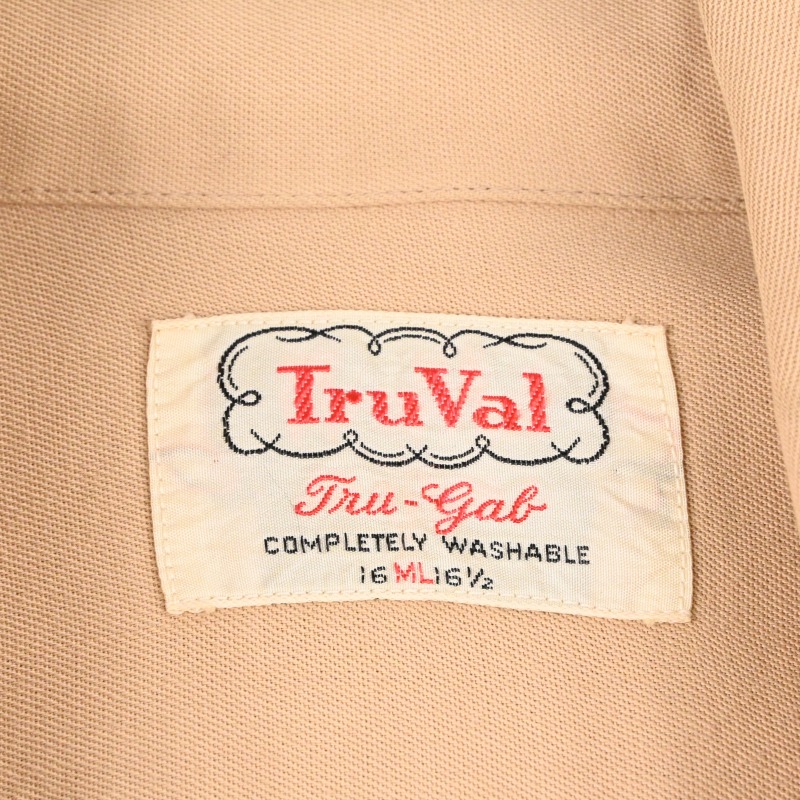 TruVal
Tru-Gab
COMPLETELY WASHABLE
16 ML 16½